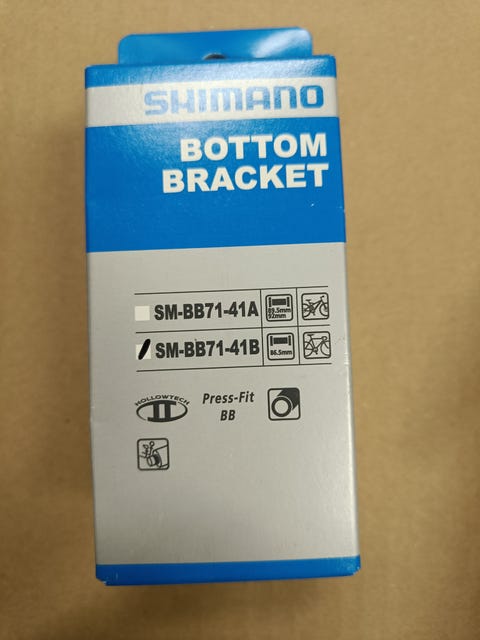 SHIMANO
BOTTOM
BRACKET
SM-BB71-41A
89.5mm
92mm
SM-BB71-41B
86.5mm
HOLLOWTECH
II
Press-Fit
BB